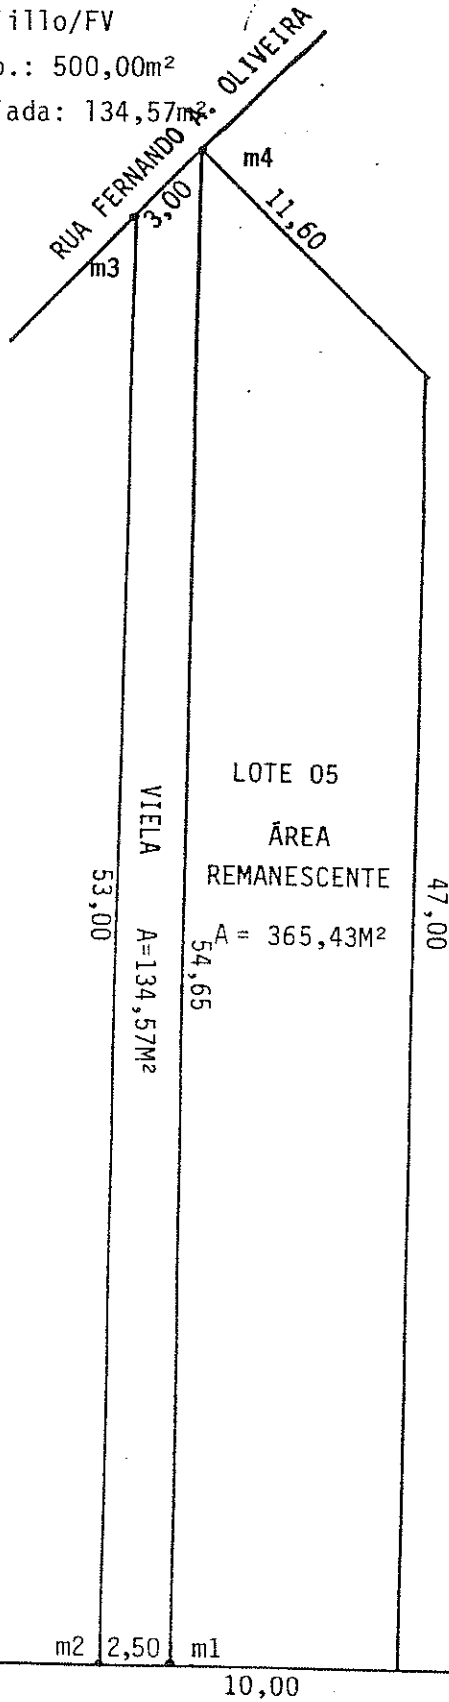 illo/FV
o.: 500,00m²
ada: 134,57m²
RUA FERNANDO A. OLIVEIRA
m4
3,00
11,60
m3
LOTE 05
ÁREA
REMANESCENTE
A = 365,43M²
VIELA A=134,57M²
53,00
54,65
47,00
m2 2,50 m1
10,00